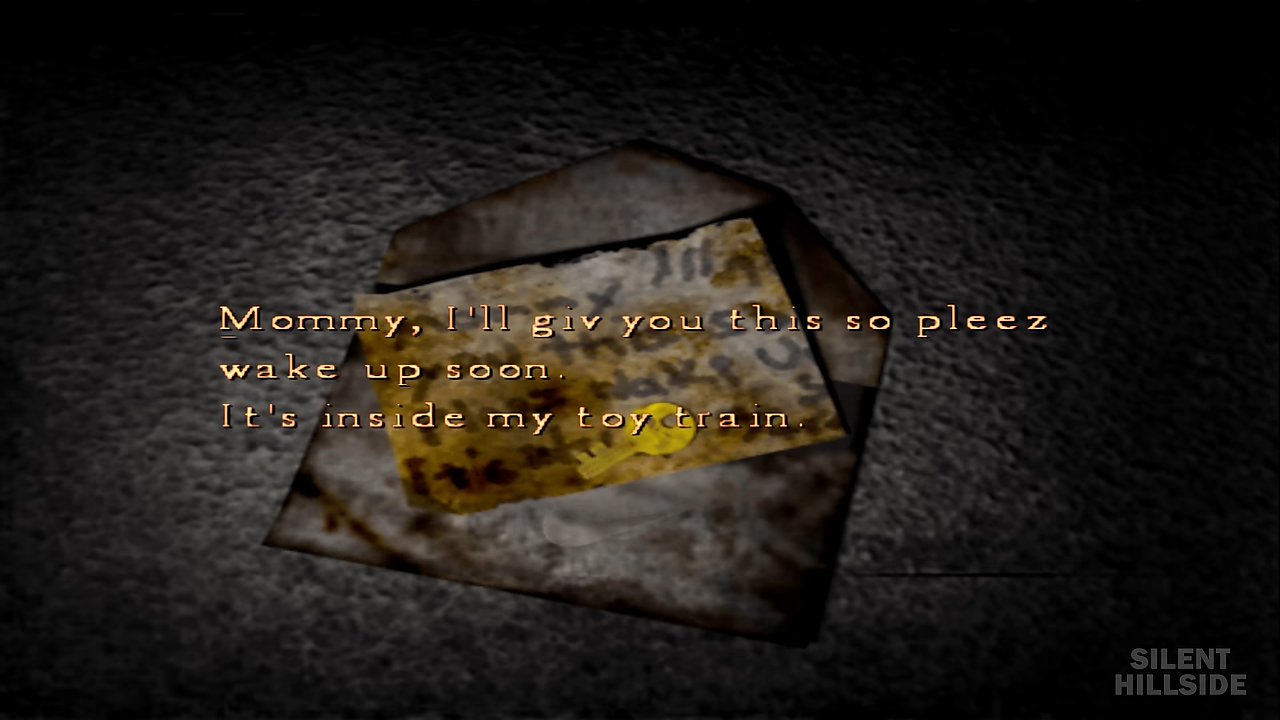 Mommy, I'll giv you this so pleez
wake up soon.
It's inside my toy train.
SILENT
HILLSIDE